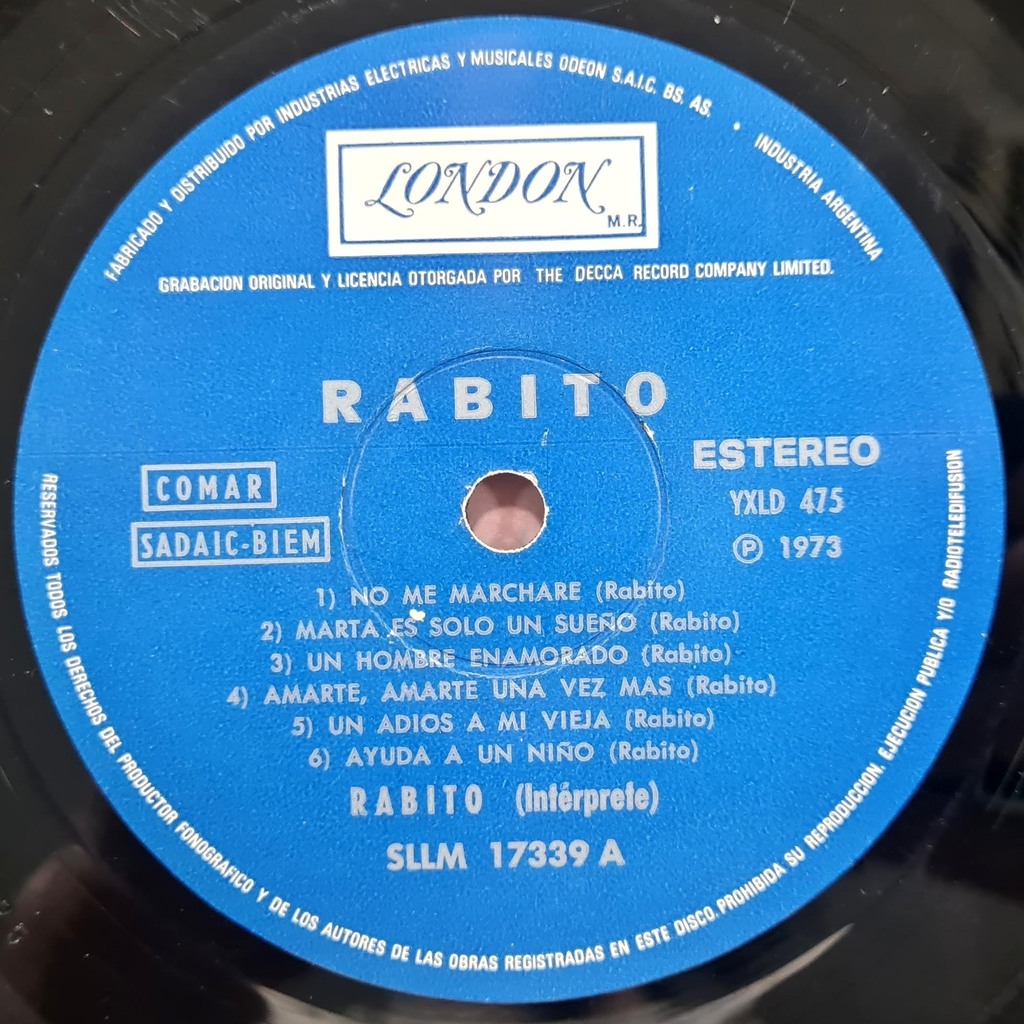 FABRICADO Y DISTRIBUIDO POR INDUSTRIAS ELECTRICAS Y MUSICALES ODEON S.A.I.C. BS. AS. • INDUSTRIA ARGENTINA
LONDON
M.R.
GRABACION ORIGINAL Y LICENCIA OTORGADA POR THE DECCA RECORD COMPANY LIMITED.
RABITO
ESTEREO
COMAR
YXLD 475
SADAIC-BIEM
Ⓟ 1973
1) NO ME MARCHARE (Rabito)
2) MARTA ES SOLO UN SUEÑO (Rabito)
3) UN HOMBRE ENAMORADO (Rabito)
4) AMARTE, AMARTE UNA VEZ MAS (Rabito)
5) UN ADIOS A MI VIEJA (Rabito)
6) AYUDA A UN NIÑO (Rabito)
RABITO (Intérprete)
SLLM 17339 A
RESERVADOS TODOS LOS DERECHOS DEL PRODUCTOR FONOGRAFICO Y DE LOS AUTORES DE LAS OBRAS REGISTRADAS EN ESTE DISCO. PROHIBIDA SU REPRODUCCION. EJECUCION PUBLICA Y/O RADIOTELEDIFUSION